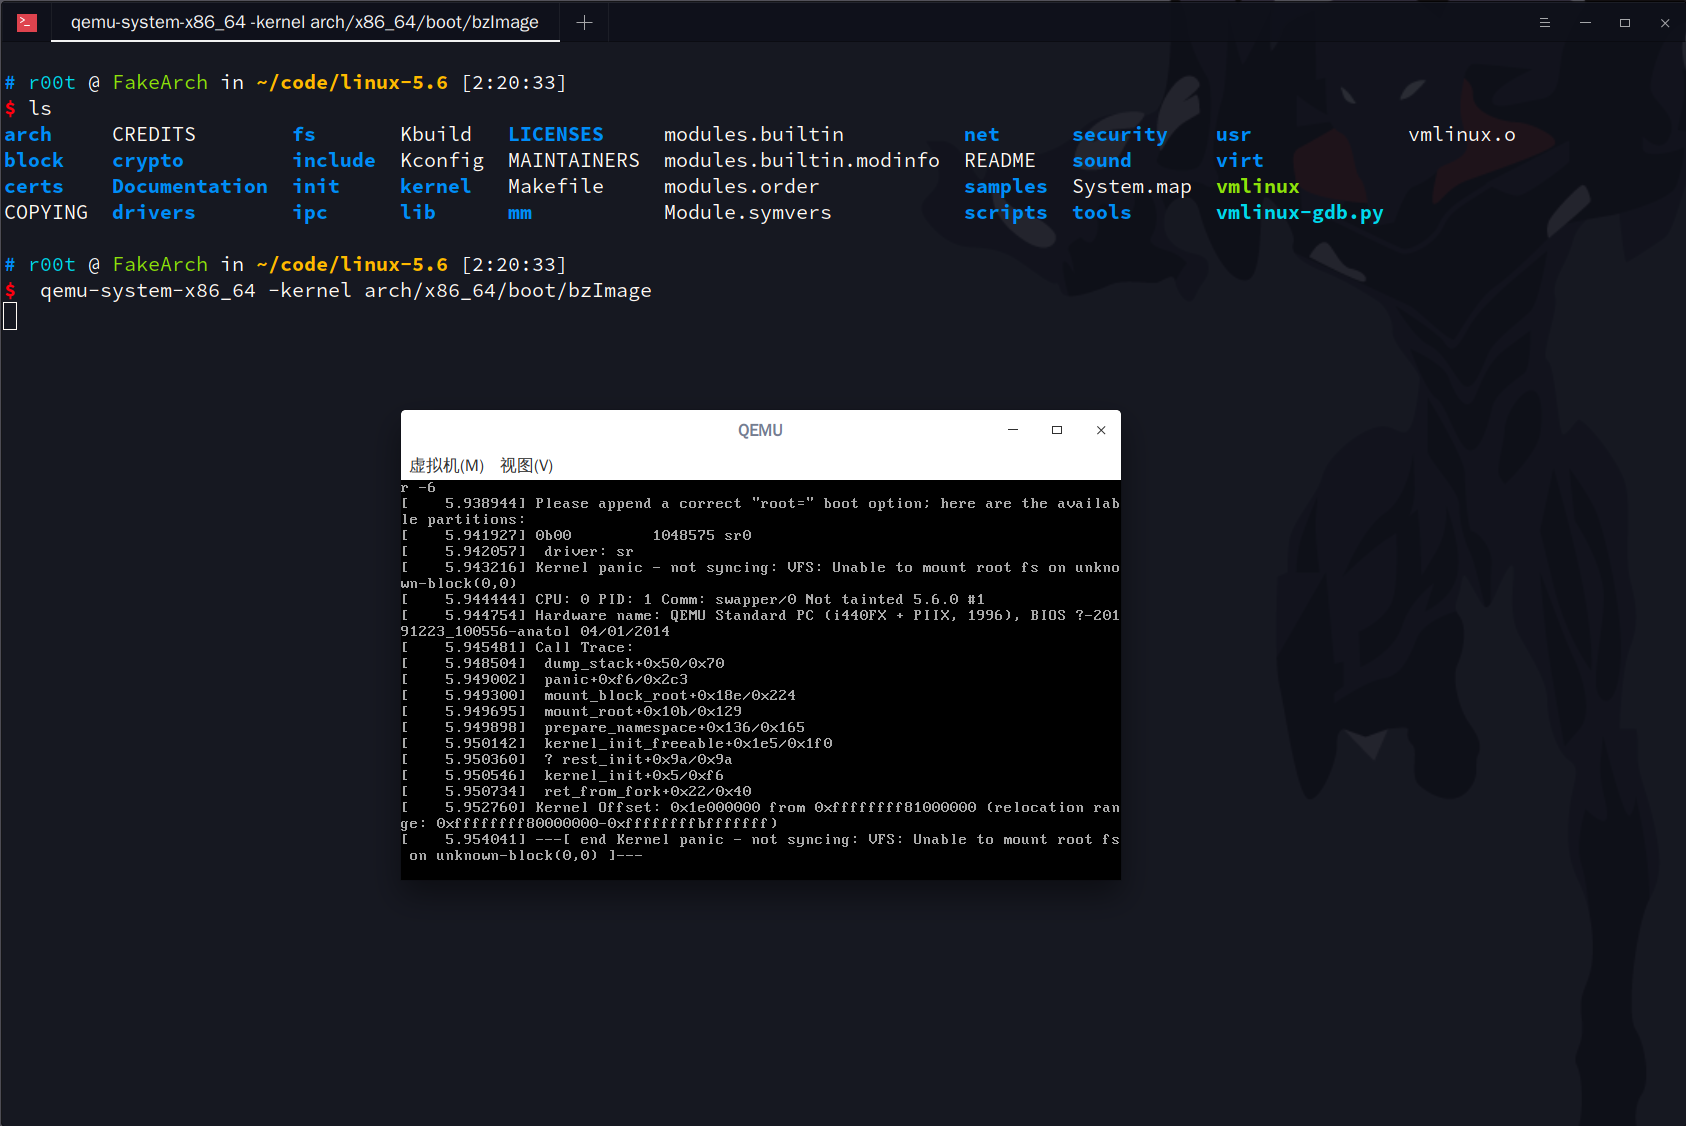 qemu-system-x86_64 -kernel arch/x86_64/boot/bzImage
# r00t @ FakeArch in ~/code/linux-5.6 [2:20:33]
$ ls
arch CREDITS fs Kbuild LICENSES modules.builtin net security usr vmlinux.o
block crypto include Kconfig MAINTAINERS modules.builtin.modinfo README sound virt
certs Documentation init kernel Makefile modules.order samples System.map vmlinux
COPYING drivers ipc lib mm Module.symvers scripts tools vmlinux-gdb.py
# r00t @ FakeArch in ~/code/linux-5.6 [2:20:33]
$ qemu-system-x86_64 -kernel arch/x86_64/boot/bzImage
QEMU
虚拟机(M) 视图(V)
r -6
[    5.938944] Please append a correct "root=" boot option; here are the availab
le partitions:
[    5.941927] 0b00         1048575 sr0
[    5.942057]  driver: sr
[    5.943216] Kernel panic - not syncing: VFS: Unable to mount root fs on unkno
wn-block(0,0)
[    5.944444] CPU: 0 PID: 1 Comm: swapper/0 Not tainted 5.6.0 #1
[    5.944754] Hardware name: QEMU Standard PC (i440FX + PIIX, 1996), BIOS ?-201
91223_100556-anatol 04/01/2014
[    5.945481] Call Trace:
[    5.948504]  dump_stack+0x50/0x70
[    5.949002]  panic+0xf6/0x2c3
[    5.949300]  mount_block_root+0x18e/0x224
[    5.949695]  mount_root+0x10b/0x129
[    5.949898]  prepare_namespace+0x136/0x165
[    5.950142]  kernel_init_freeable+0x1e5/0x1f0
[    5.950360]  ? rest_init+0x9a/0x9a
[    5.950546]  kernel_init+0x5/0xf6
[    5.950734]  ret_from_fork+0x22/0x40
[    5.952760] Kernel Offset: 0x1e000000 from 0xffffffff81000000 (relocation ran
ge: 0xffffffff80000000-0xffffffffbfffffff)
[    5.954041] ---[ end Kernel panic - not syncing: VFS: Unable to mount root fs
on unknown-block(0,0) ]---